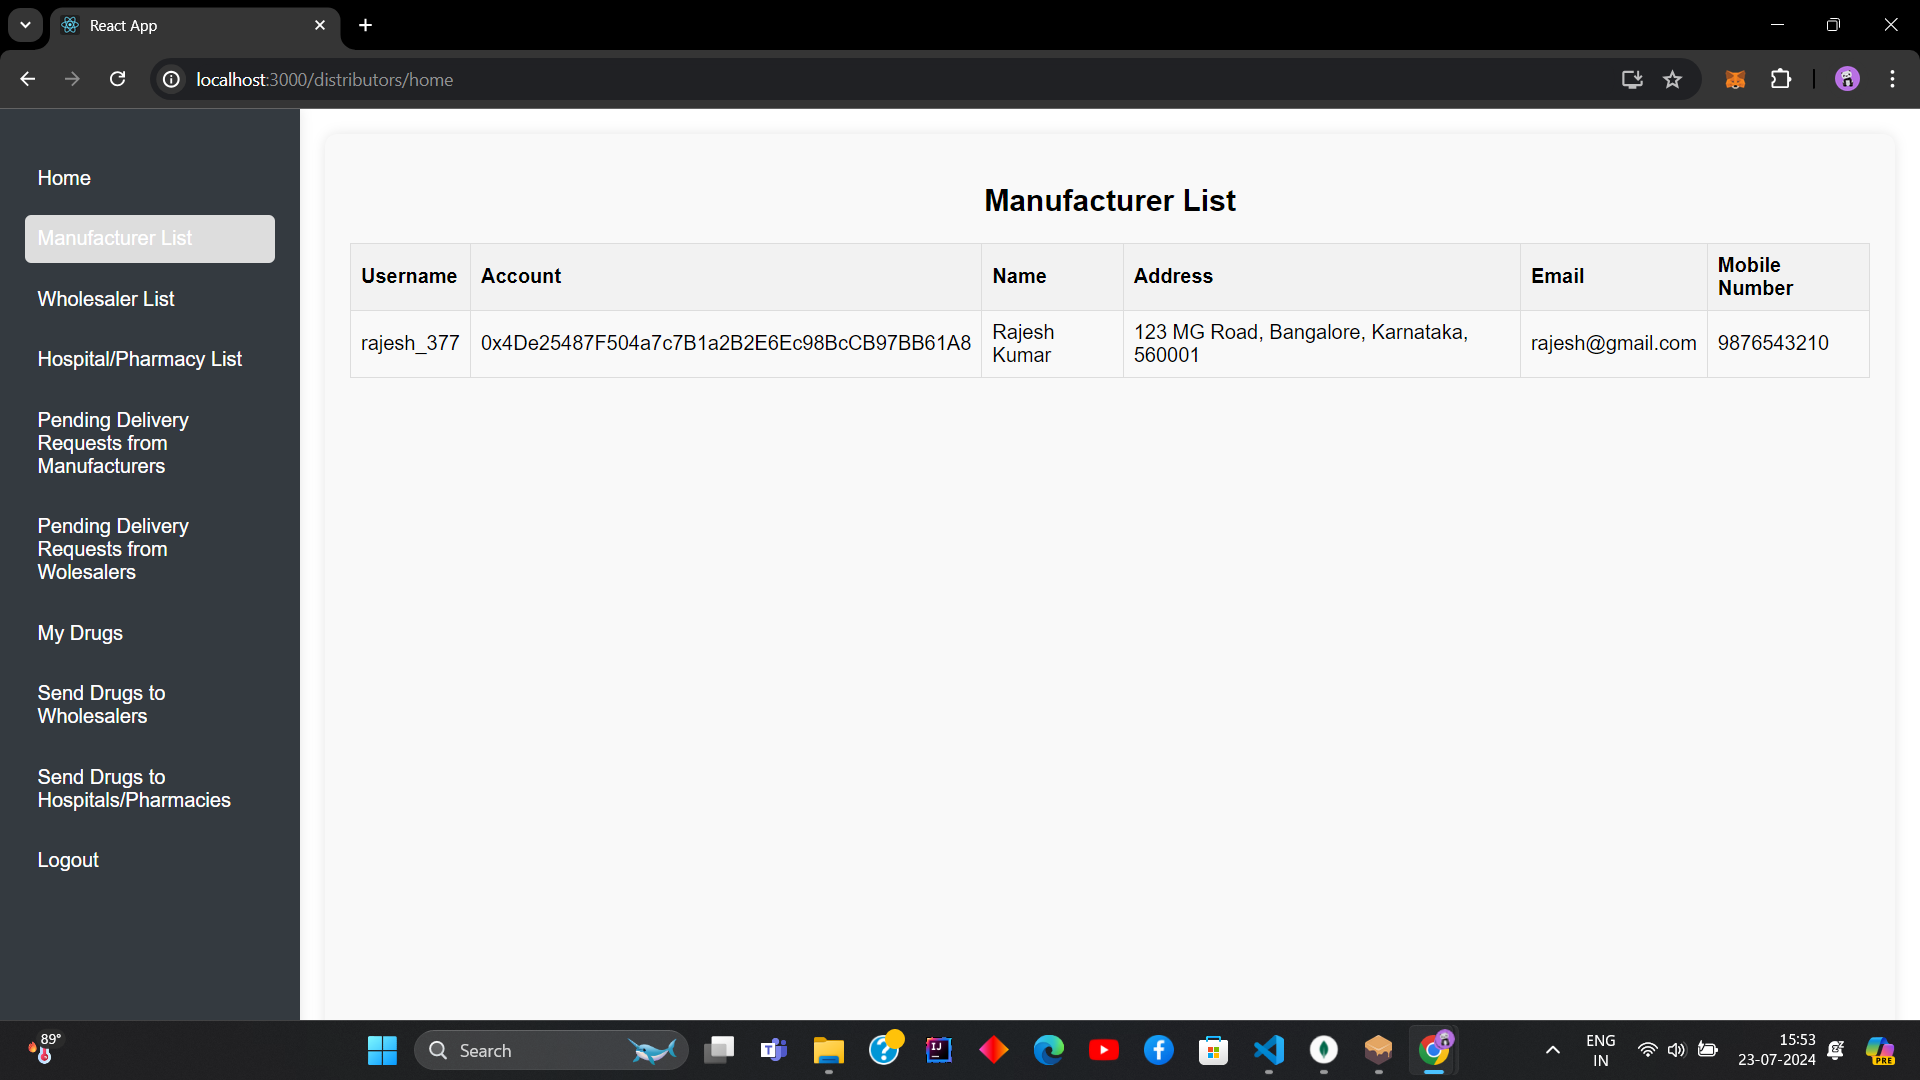 React App
localhost:3000/distributors/home
Home
Manufacturer List
Wholesaler List
Hospital/Pharmacy List
Pending Delivery
Requests from
Manufacturers
Pending Delivery
Requests from
Wolesalers
My Drugs
Send Drugs to
Wholesalers
Send Drugs to
Hospitals/Pharmacies
Logout
Manufacturer List
Username Account Name Address Email Mobile Number
rajesh_377 0x4De25487F504a7c7B1a2B2E6Ec98BcCB97BB61A8 Rajesh Kumar 123 MG Road, Bangalore, Karnataka, 560001 rajesh@gmail.com 9876543210
89°
Search
ENG
IN
15:53
23-07-2024
PRE